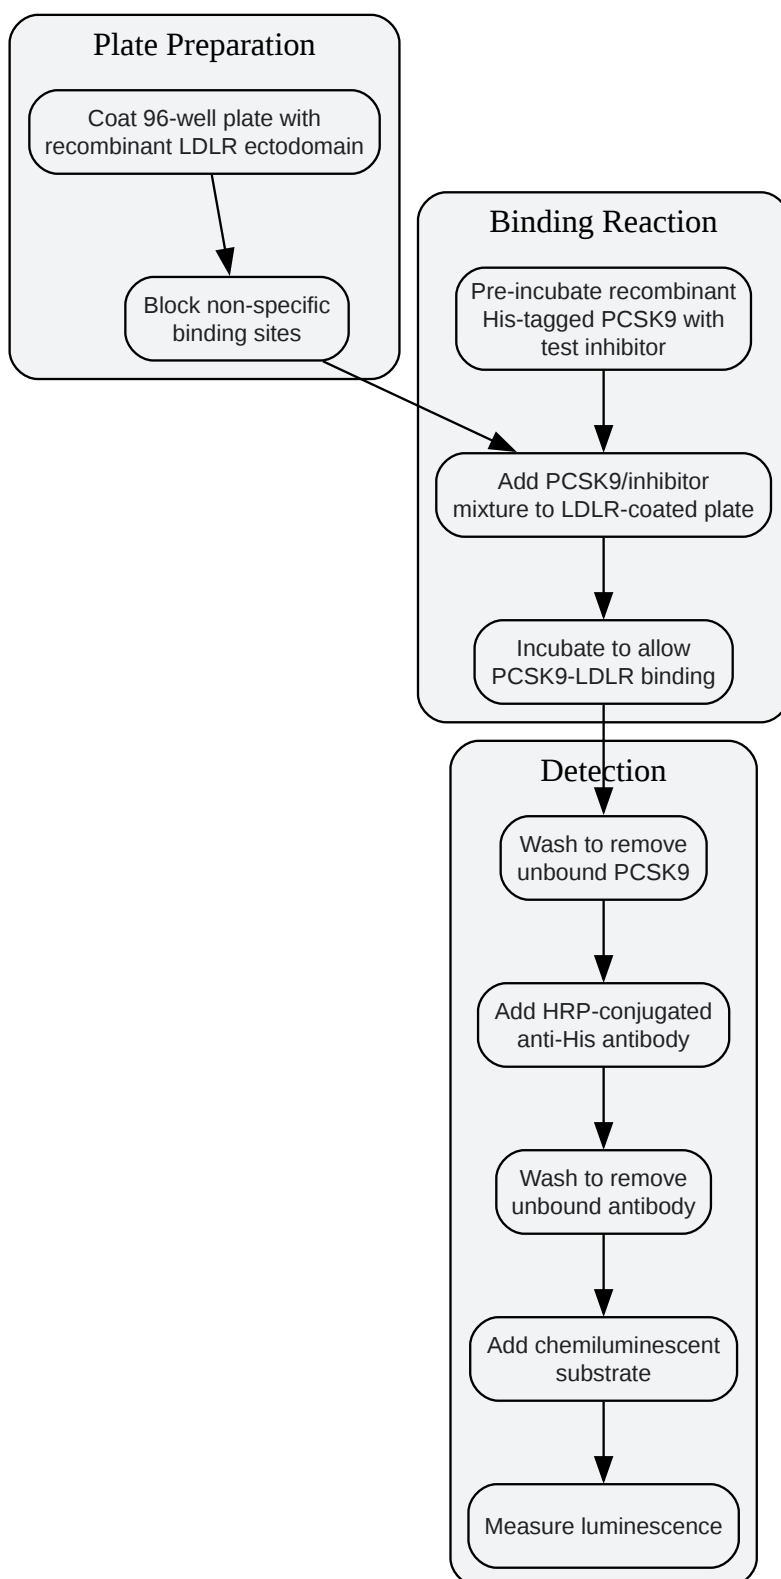 Plate Preparation
Coat 96-well plate with
recombinant LDLR ectodomain
Block non-specific
binding sites
Binding Reaction
Pre-incubate recombinant
His-tagged PCSK9 with
test inhibitor
Add PCSK9/inhibitor
mixture to LDLR-coated plate
Incubate to allow
PCSK9-LDLR binding
Detection
Wash to remove
unbound PCSK9
Add HRP-conjugated
anti-His antibody
Wash to remove
unbound antibody
Add chemiluminescent
substrate
Measure luminescence